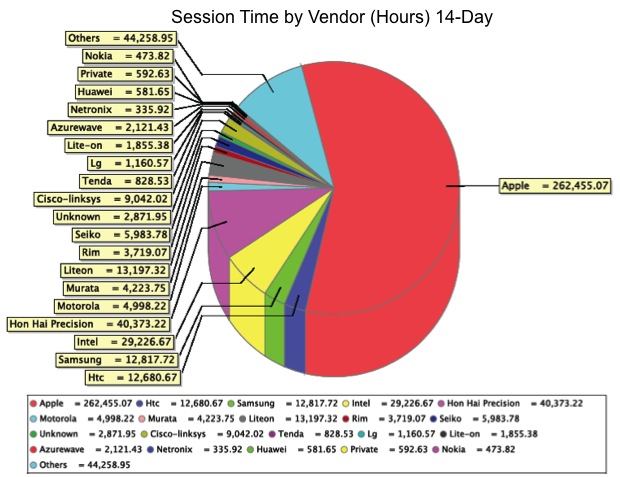 Session Time by Vendor (Hours) 14-Day
Others = 44,258.95
Nokia = 473.82
Private = 592.63
Huawei = 581.65
Netronix = 335.92
Azurewave = 2,121.43
Lite-on = 1,855.38
Lg = 1,160.57
Tenda = 828.53
Cisco-linksys = 9,042.02
Unknown = 2,871.95
Seiko = 5,983.78
Rim = 3,719.07
Liteon = 13,197.32
Murata = 4,223.75
Motorola = 4,998.22
Hon Hai Precision = 40,373.22
Intel = 29,226.67
Samsung = 12,817.72
Htc = 12,680.67
Apple = 262,455.07
Apple = 262,455.07 Htc = 12,680.67 Samsung = 12,817.72 Intel = 29,226.67 Hon Hai Precision = 40,373.22
Motorola = 4,998.22 Murata = 4,223.75 Liteon = 13,197.32 Rim = 3,719.07 Seiko = 5,983.78
Unknown = 2,871.95 Cisco-linksys = 9,042.02 Tenda = 828.53 Lg = 1,160.57 Lite-on = 1,855.38
Azurewave = 2,121.43 Netronix = 335.92 Huawei = 581.65 Private = 592.63 Nokia = 473.82
Others = 44,258.95